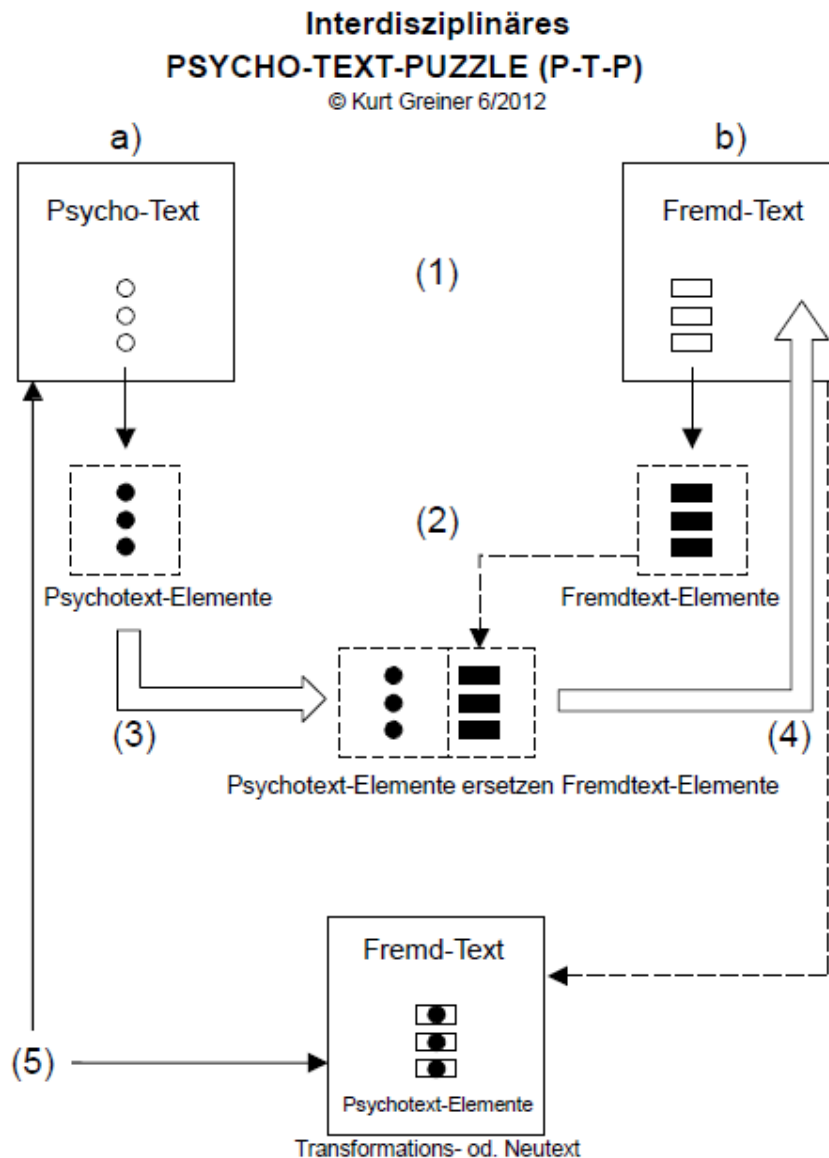 Interdisziplinäres
PSYCHO-TEXT-PUZZLE (P-T-P)
© Kurt Greiner 6/2012
a)
b)
Psycho-Text
Fremd-Text
(1)
(2)
Psychotext-Elemente
Fremdtext-Elemente
(3)
(4)
Psychotext-Elemente ersetzen Fremdtext-Elemente
Fremd-Text
(5)
Psychotext-Elemente
Transformations- od. Neutext